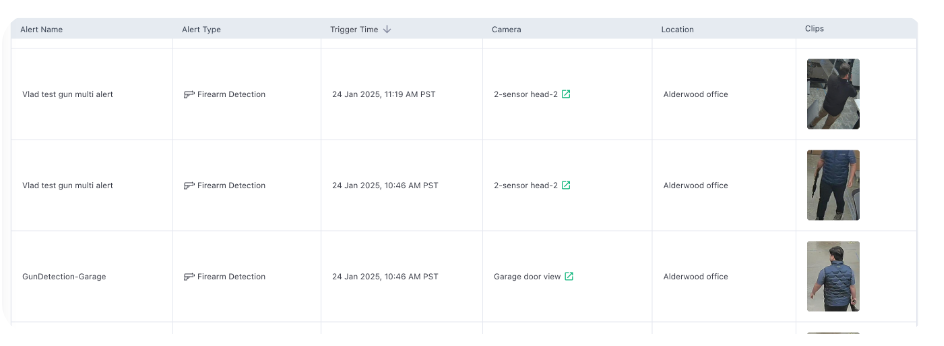 Alert Name Alert Type Trigger Time Camera Location Clips
Vlad test gun multi alert Firearm Detection 24 Jan 2025, 11:19 AM PST 2-sensor head-2 Alderwood office
Vlad test gun multi alert Firearm Detection 24 Jan 2025, 10:46 AM PST 2-sensor head-2 Alderwood office
GunDetection-Garage Firearm Detection 24 Jan 2025, 10:46 AM PST Garage door view Alderwood office